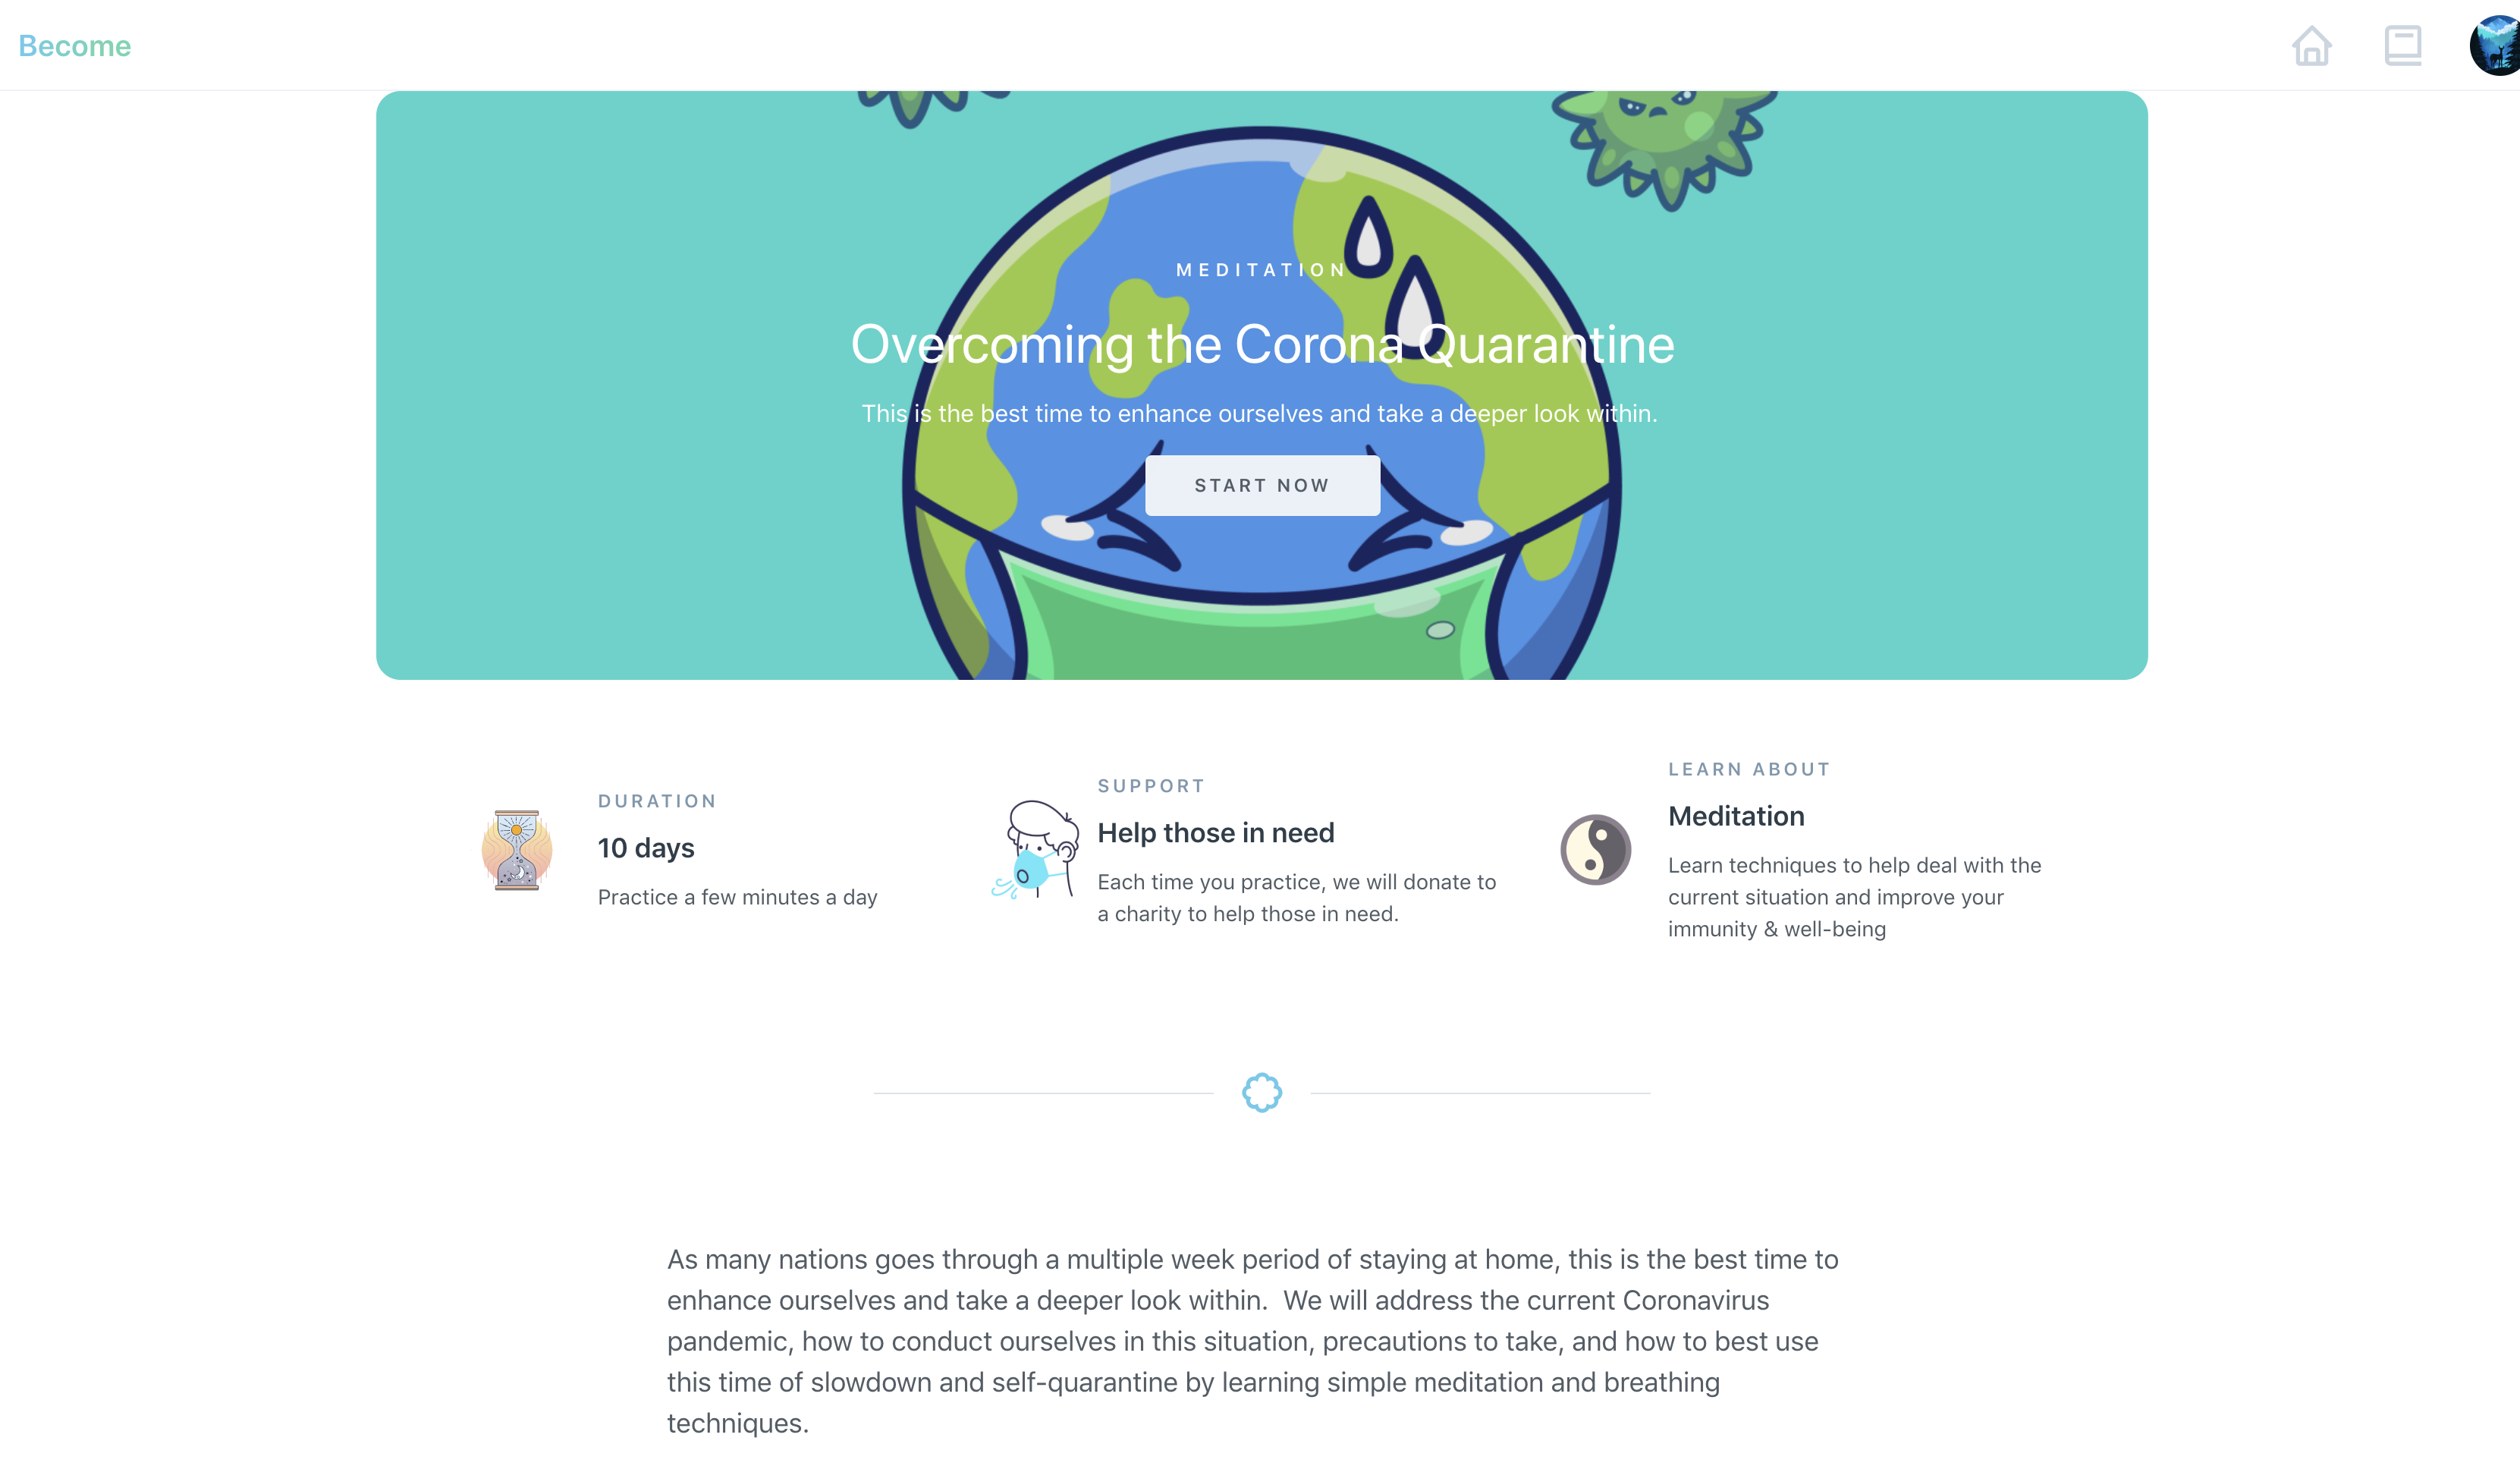 Become
MEDITATION
Overcoming the Corona Quarantine
This is the best time to enhance ourselves and take a deeper look within.
START NOW
DURATION
10 days
Practice a few minutes a day
SUPPORT
Help those in need
Each time you practice, we will donate to
a charity to help those in need.
LEARN ABOUT
Meditation
Learn techniques to help deal with the
current situation and improve your
immunity & well-being
As many nations goes through a multiple week period of staying at home, this is the best time to
enhance ourselves and take a deeper look within.  We will address the current Coronavirus
pandemic, how to conduct ourselves in this situation, precautions to take, and how to best use
this time of slowdown and self-quarantine by learning simple meditation and breathing
techniques.